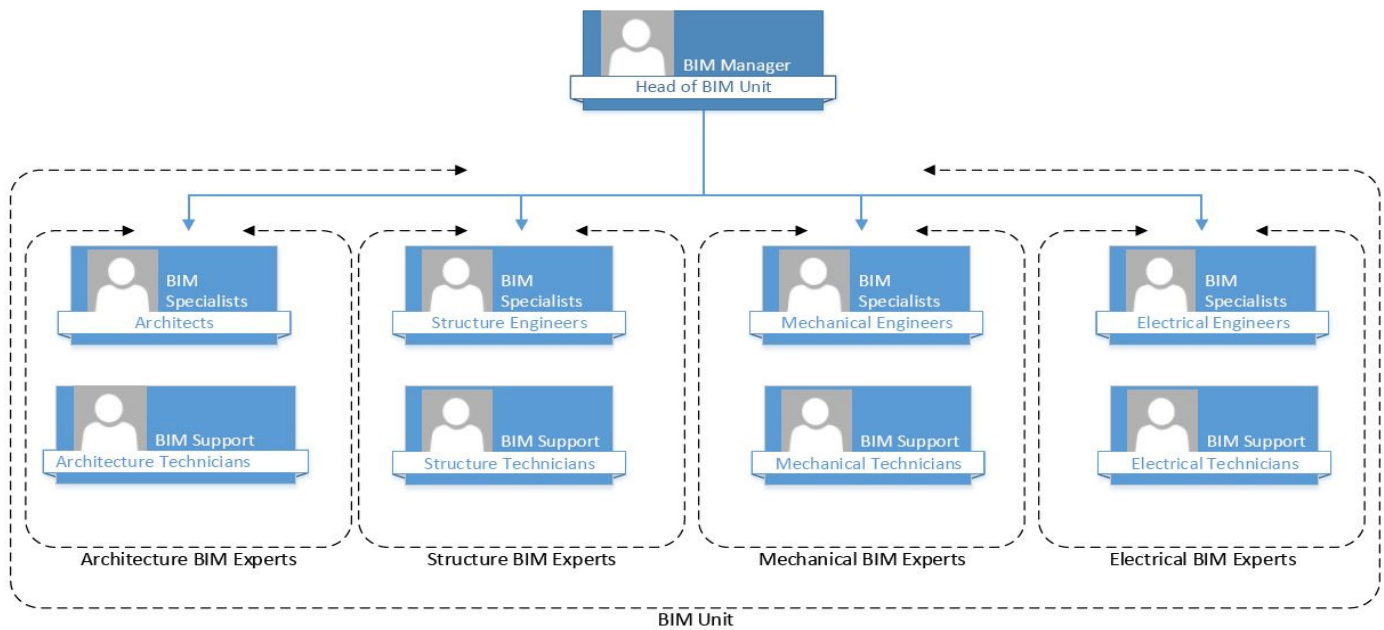 BIM Manager
Head of BIM Unit
BIM
Specialists
Architects
BIM
Specialists
Structure Engineers
BIM
Specialists
Mechanical Engineers
BIM
Specialists
Electrical Engineers
BIM Support
Architecture Technicians
BIM Support
Structure Technicians
BIM Support
Mechanical Technicians
BIM Support
Electrical Technicians
Architecture BIM Experts
Structure BIM Experts
Mechanical BIM Experts
Electrical BIM Experts
BIM Unit